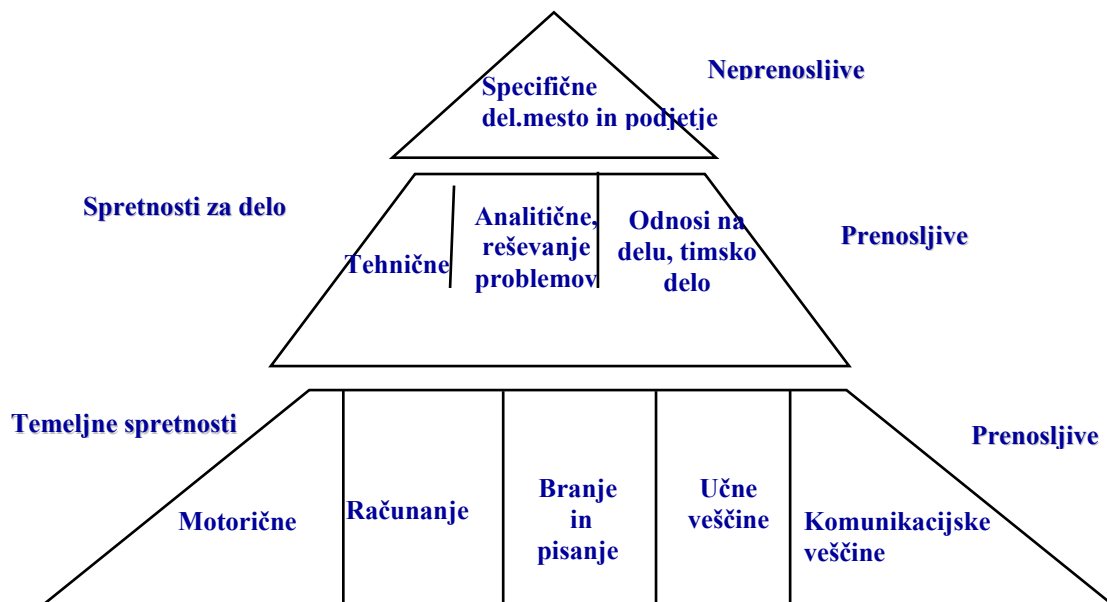 Neprenosljive
Specifične
del.mesto in podjetje
Spretnosti za delo
Tehnične
Analitične,
reševanje
problemov
Odnosi na
delu, timsko
delo
Prenosljive
Temeljne spretnosti
Prenosljive
Motorične
Računanje
Branje
in
pisanje
Učne
veščine
Komunikacijske
veščine